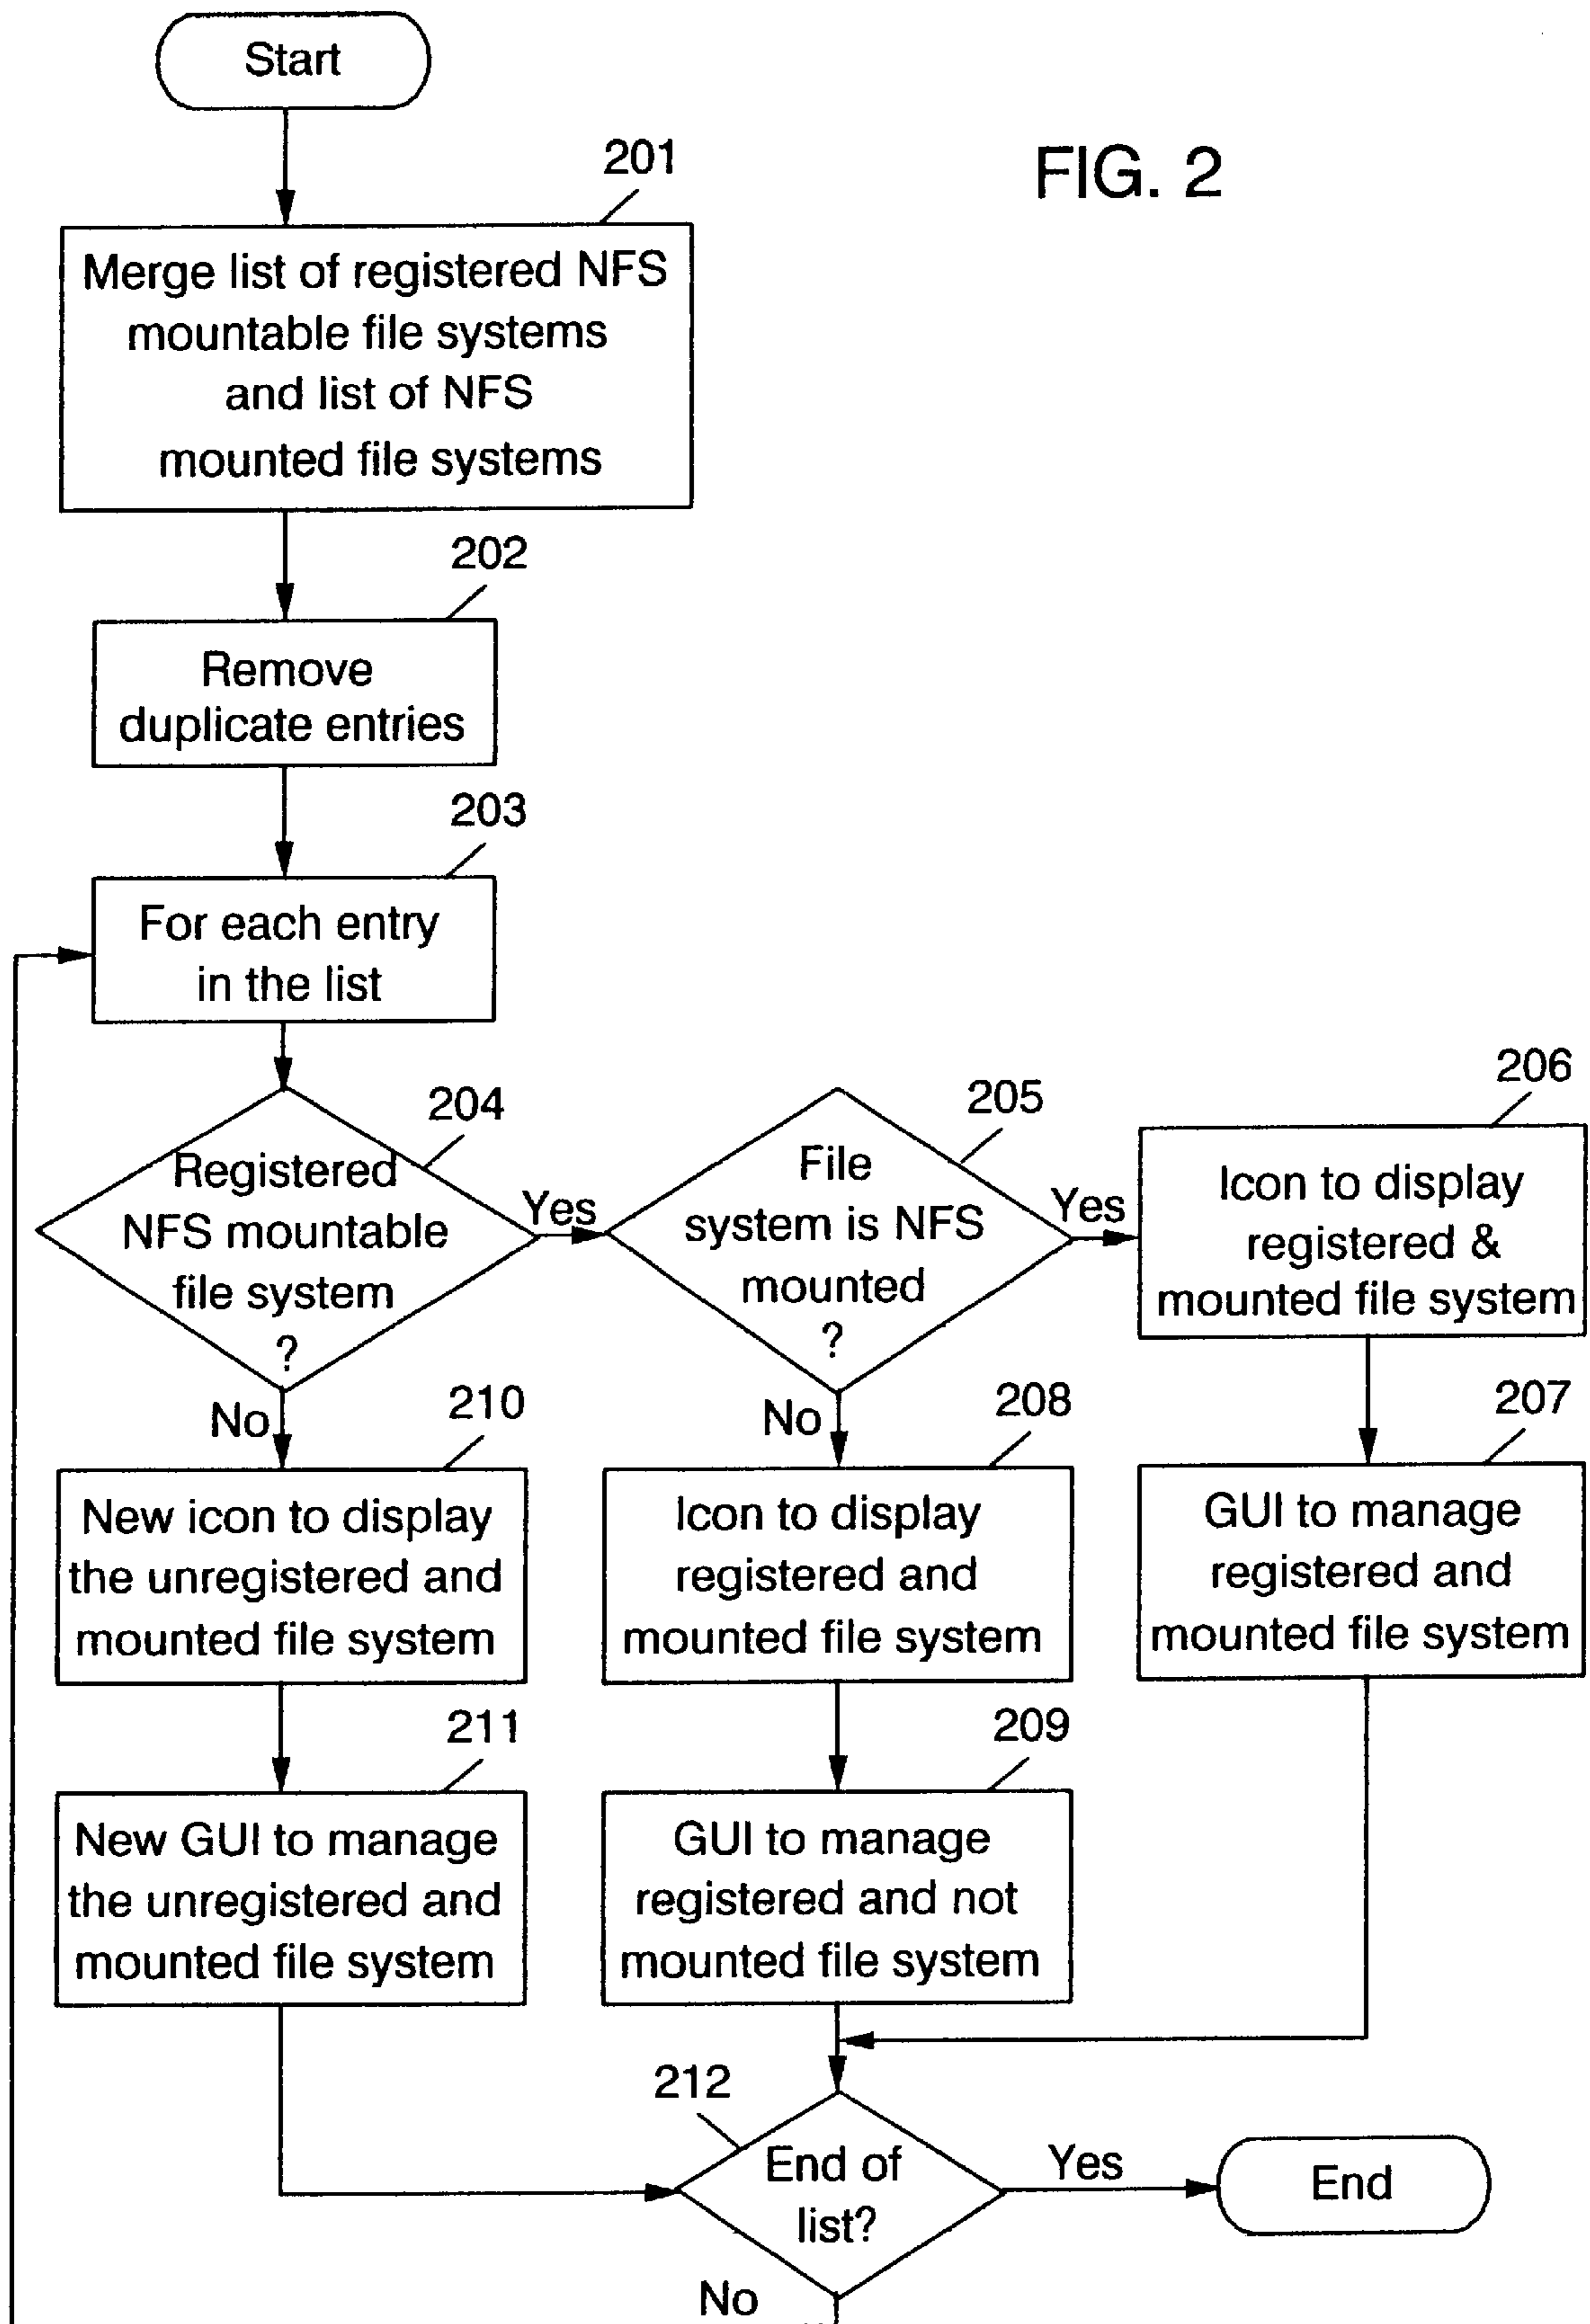 Start
FIG. 2
201
Merge list of registered NFS
mountable file systems
and list of NFS
mounted file systems
202
Remove
duplicate entries
203
For each entry
in the list
204
Registered
NFS mountable
file system
?
Yes
No
205
File
system is NFS
mounted
?
Yes
No
206
Icon to display
registered &
mounted file system
207
GUI to manage
registered and
mounted file system
208
Icon to display
registered and
mounted file system
209
GUI to manage
registered and not
mounted file system
210
New icon to display
the unregistered and
mounted file system
211
New GUI to manage
the unregistered and
mounted file system
212
End of
list?
Yes
No
End